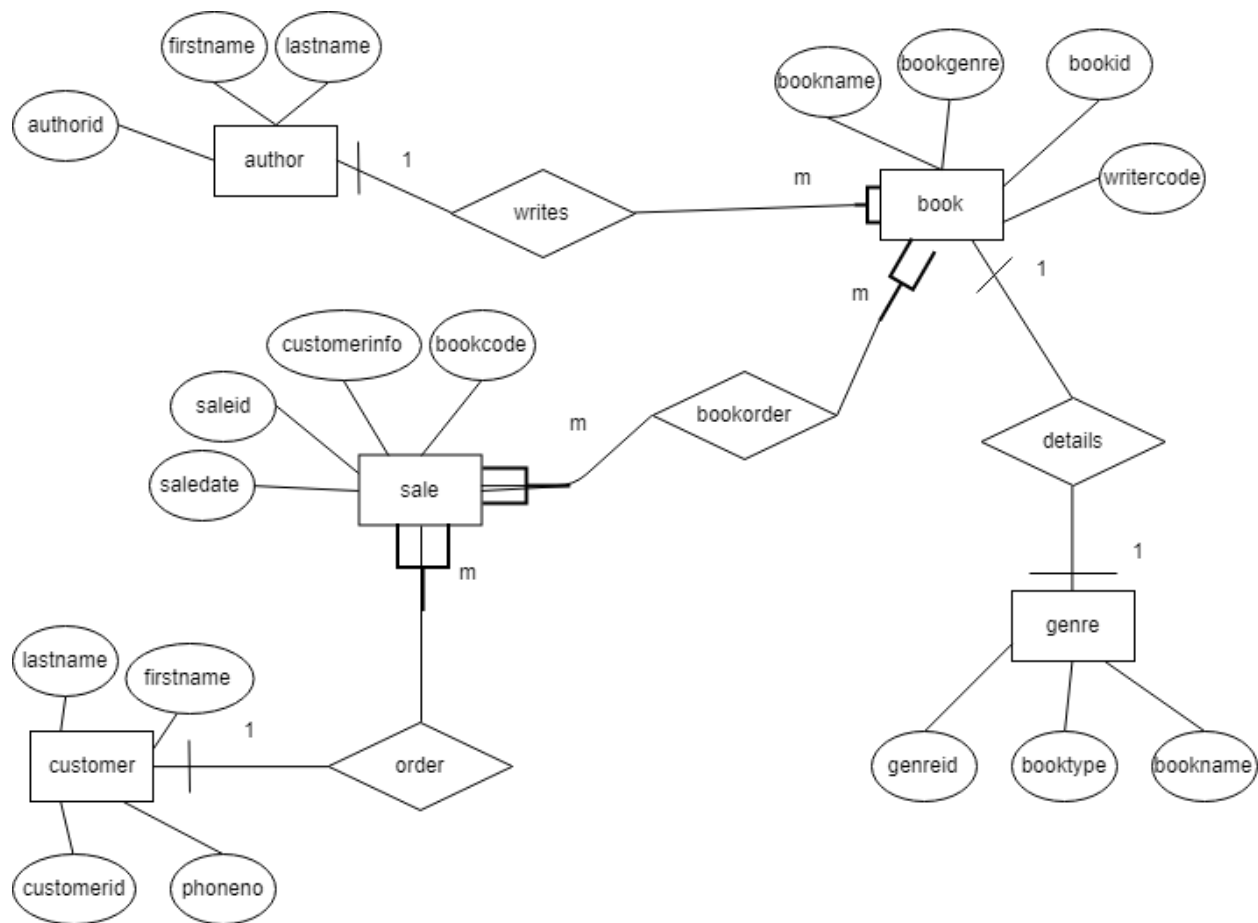 firstname
lastname
authorid
author
1
writes
m
bookname
bookgenre
bookid
writercode
book
1
m
customerinfo
bookcode
saleid
saledate
sale
m
bookorder
details
m
1
genre
genreid
booktype
bookname
lastname
firstname
customer
1
order
customerid
phoneno